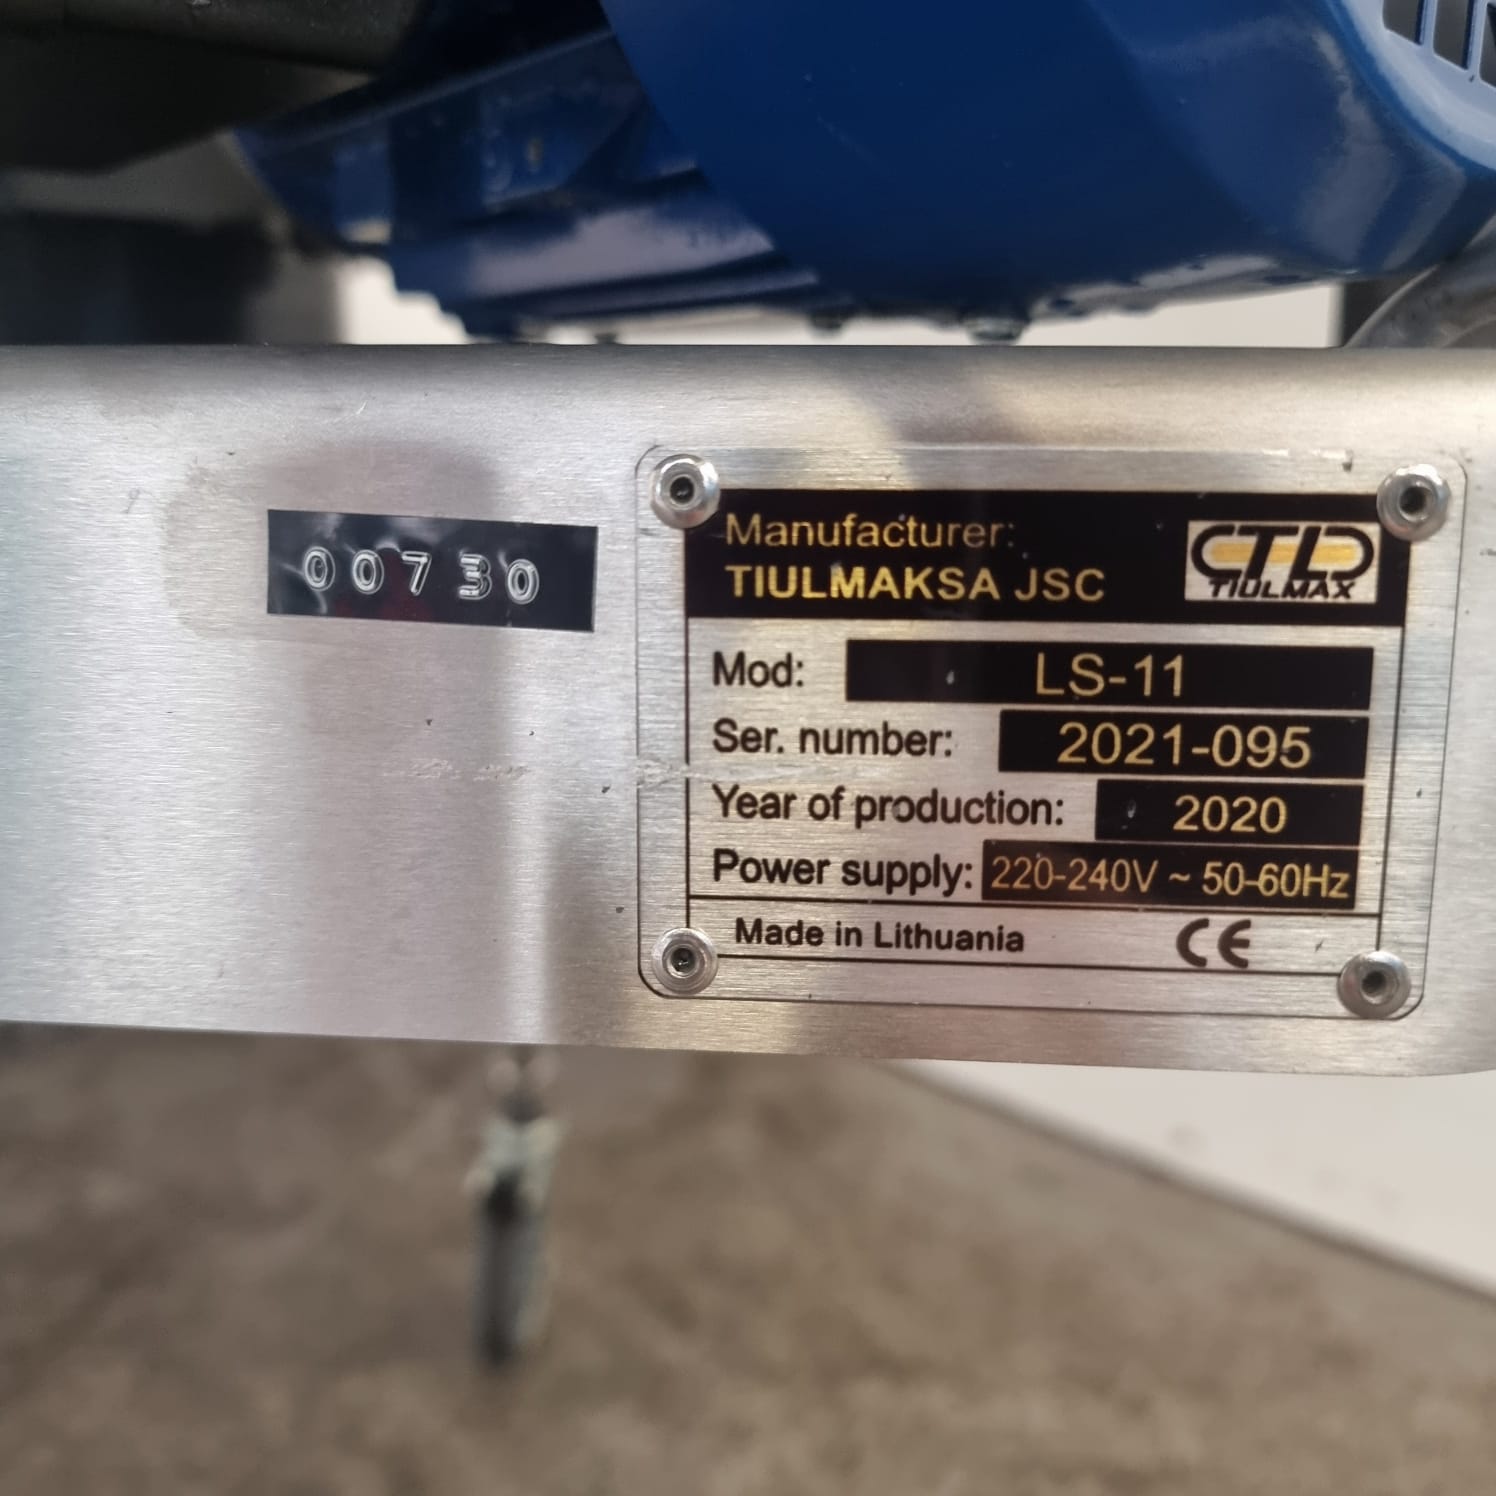 00730
Manufacturer:
TIULMAKSA JSC
CTLD
TIULMAX
Mod: LS-11
Ser. number: 2021-095
Year of production: 2020
Power supply: 220-240V ~ 50-60Hz
Made in Lithuania CE